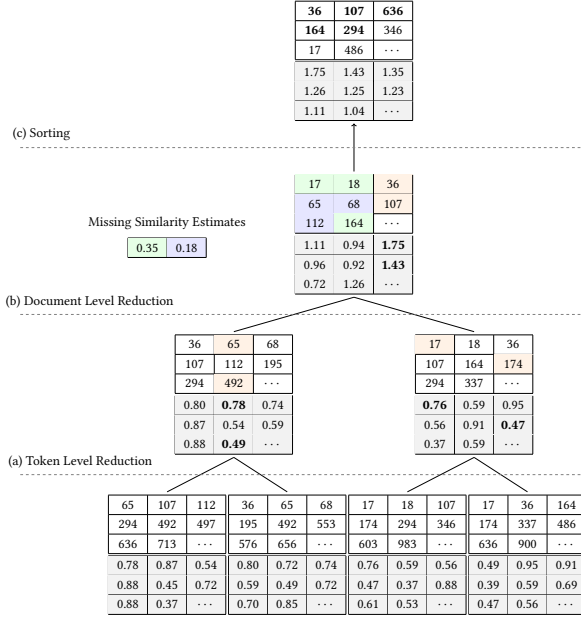 36 107 636
164 294 346
17 486 ···
1.75 1.43 1.35
1.26 1.25 1.23
1.11 1.04 ···
(c) Sorting
17 18 36
65 68 107
112 164 ···
1.11 0.94 1.75
0.96 0.92 1.43
0.72 1.26 ···
Missing Similarity Estimates
0.35 0.18
(b) Document Level Reduction
36 65 68
107 112 195
294 492 ···
0.80 0.78 0.74
0.87 0.54 0.59
0.88 0.49 ···
17 18 36
107 164 174
294 337 ···
0.76 0.59 0.95
0.56 0.91 0.47
0.37 0.59 ···
(a) Token Level Reduction
65 107 112 36 65 68 17 18 107 17 36 164
294 492 497 195 492 553 174 294 346 174 337 486
636 713 ··· 576 656 ··· 603 983 ··· 636 900 ···
0.78 0.87 0.54 0.80 0.72 0.74 0.76 0.59 0.56 0.49 0.95 0.91
0.88 0.45 0.72 0.59 0.49 0.72 0.47 0.37 0.88 0.39 0.59 0.69
0.88 0.37 ··· 0.70 0.85 ··· 0.61 0.53 ··· 0.47 0.56 ···